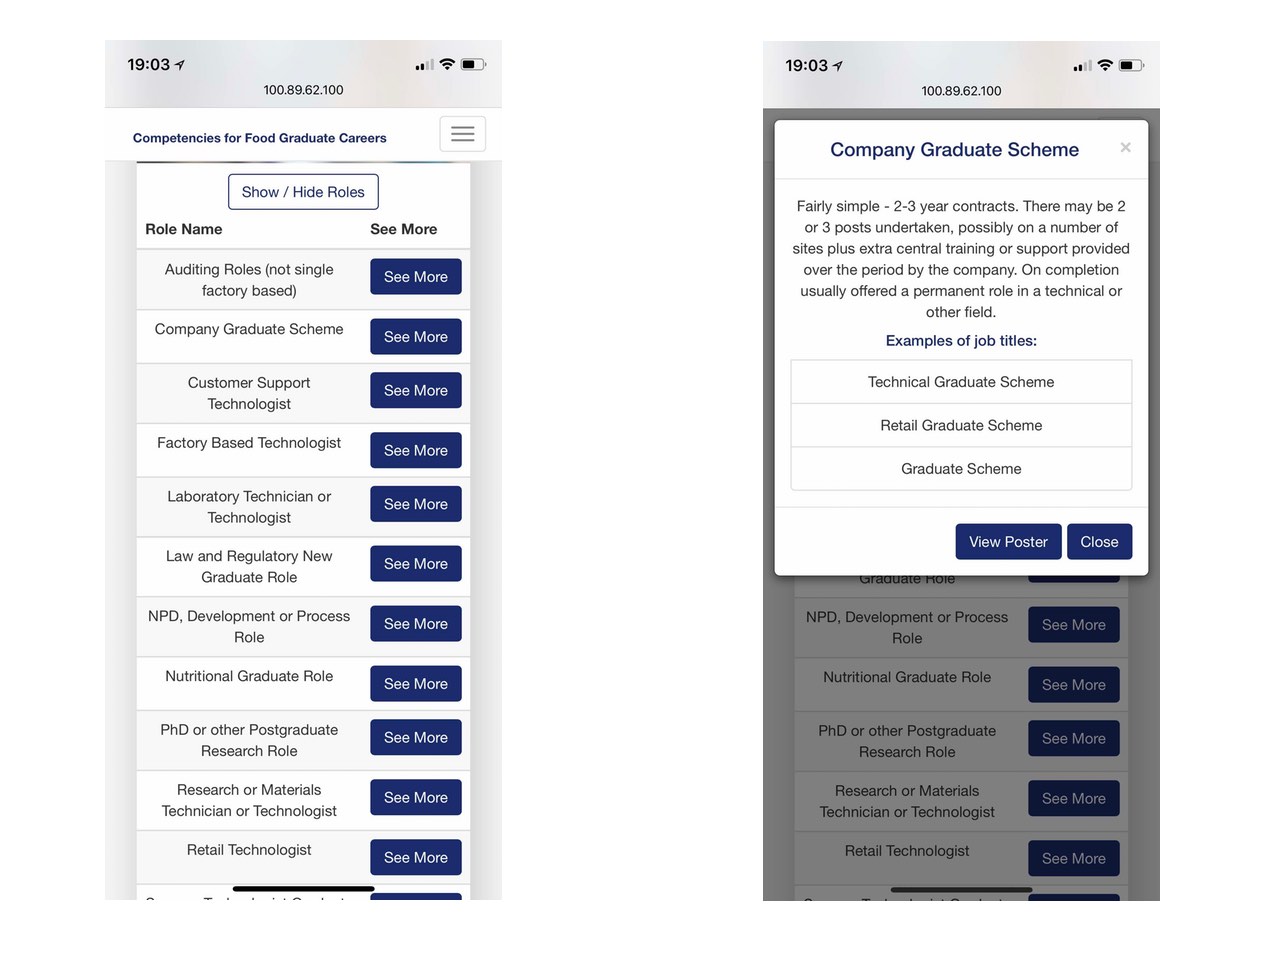 19:03
100.89.62.100
Competencies for Food Graduate Careers
Show / Hide Roles
Role Name See More
Auditing Roles (not single
factory based)
See More
Company Graduate Scheme
See More
Customer Support
Technologist
See More
Factory Based Technologist
See More
Laboratory Technician or
Technologist
See More
Law and Regulatory New
Graduate Role
See More
NPD, Development or Process
Role
See More
Nutritional Graduate Role
See More
PhD or other Postgraduate
Research Role
See More
Research or Materials
Technician or Technologist
See More
Retail Technologist
See More
19:03
100.89.62.100
Company Graduate Scheme ×
Fairly simple - 2-3 year contracts. There may be 2
or 3 posts undertaken, possibly on a number of
sites plus extra central training or support provided
over the period by the company. On completion
usually offered a permanent role in a technical or
other field.
Examples of job titles:
Technical Graduate Scheme
Retail Graduate Scheme
Graduate Scheme
View Poster Close
Graduate Role
NPD, Development or Process
Role
See More
Nutritional Graduate Role
See More
PhD or other Postgraduate
Research Role
See More
Research or Materials
Technician or Technologist
See More
Retail Technologist
See More